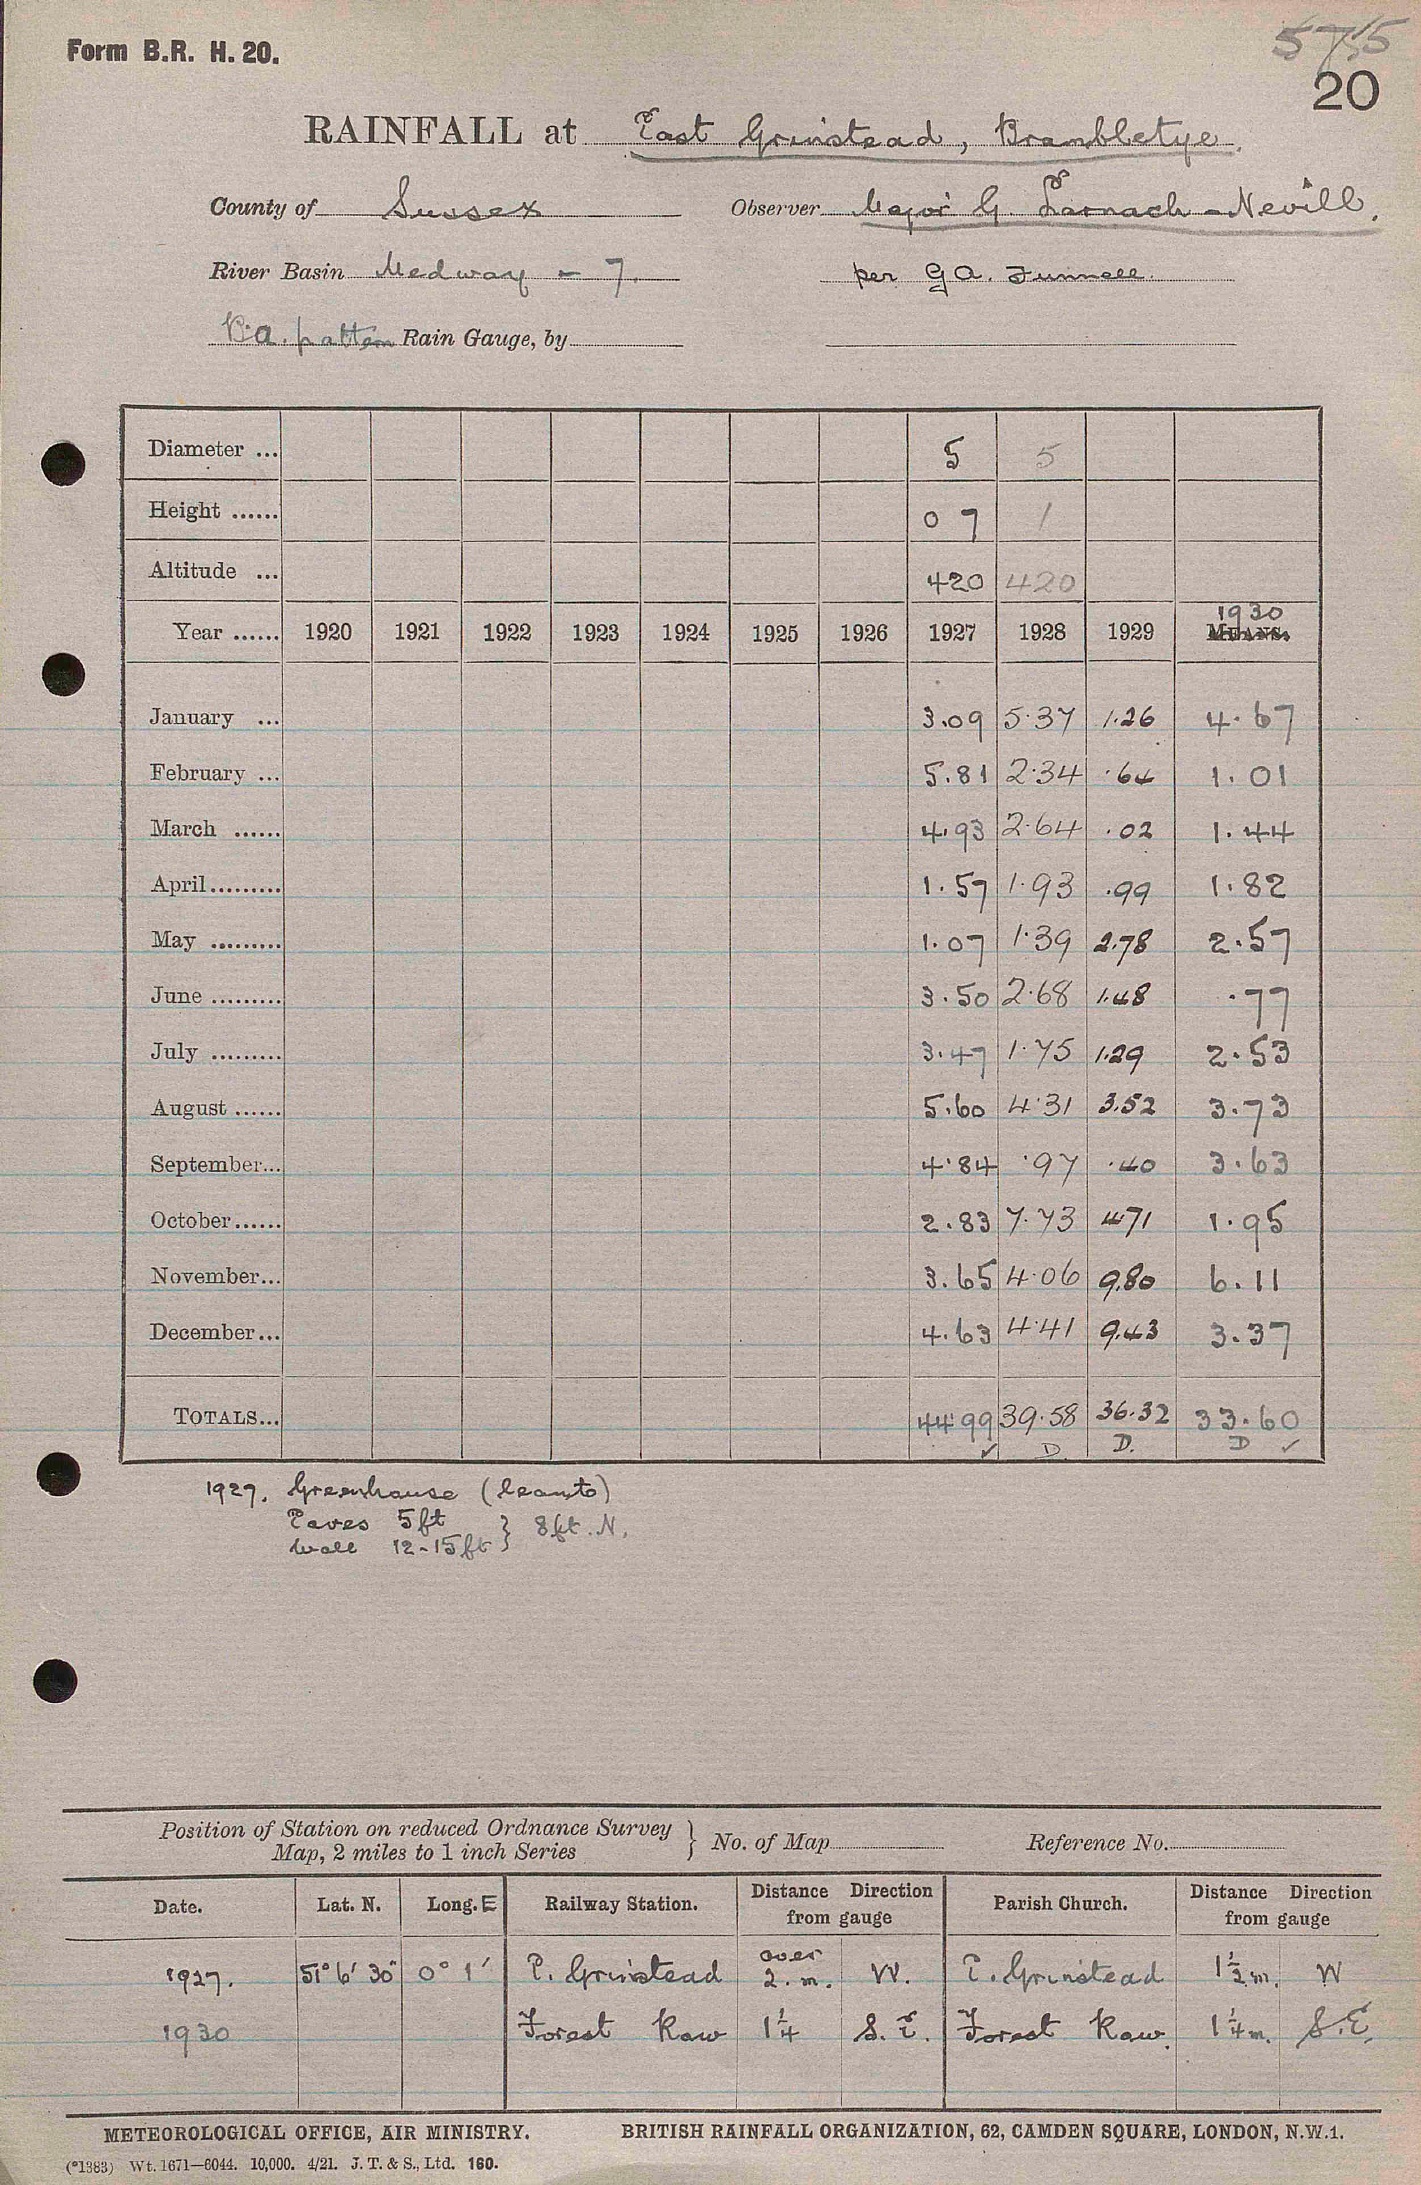 Form B.R. H. 20.
20
RAINFALL at East Grinstead, Brambletye.
County of Sussex Observer Major G. Larnach-Nevill.
River Basin Medway - 7. per G A. Funnell.
B.a. pattern Rain Gauge, by
Diameter ... 5 5
Height ...... 0 7 1
Altitude ... 420 420
1930
Year ...... 1920 1921 1922 1923 1924 1925 1926 1927 1928 1929 MEANS.
January ... 3.09 5.37 1.26 4.67
February ... 5.81 2.34 .64 1.01
March ...... 4.93 2.64 .02 1.44
April......... 1.57 1.93 .99 1.82
May ......... 1.07 1.39 2.78 2.57
June ......... 3.50 2.68 1.48 .77
July ......... 3.47 1.75 1.29 2.53
August ...... 5.60 4.31 3.52 3.73
September... 4.84 .97 .40 3.63
October...... 2.83 7.73 4.71 1.95
November... 3.65 4.06 9.80 6.11
December... 4.63 4.41 9.43 3.37
TOTALS... 44.99 39.58 36.32 33.60
✓ D. D. D ✓
1927. Greenhouse (leanto)
Eaves 5ft } 8ft. N.
Wall 12-15ft
Position of Station on reduced Ordnance Survey
Map, 2 miles to 1 inch Series } No. of Map Reference No.
Date. Lat. N. Long. E Railway Station. Distance Direction from gauge Parish Church. Distance Direction from gauge
1927. 51° 6' 30" 0° 1' E. Grinstead over 2. m. W. E. Grinstead 1½ m. W
1930 Forest Row 1¼ S. E. Forest Row. 1¼ m. S.E.
METEOROLOGICAL OFFICE, AIR MINISTRY. BRITISH RAINFALL ORGANIZATION, 62, CAMDEN SQUARE, LONDON, N.W.1.
(*1383) Wt. 1671—6044. 10,000. 4/21. J. T. & S., Ltd. 160.